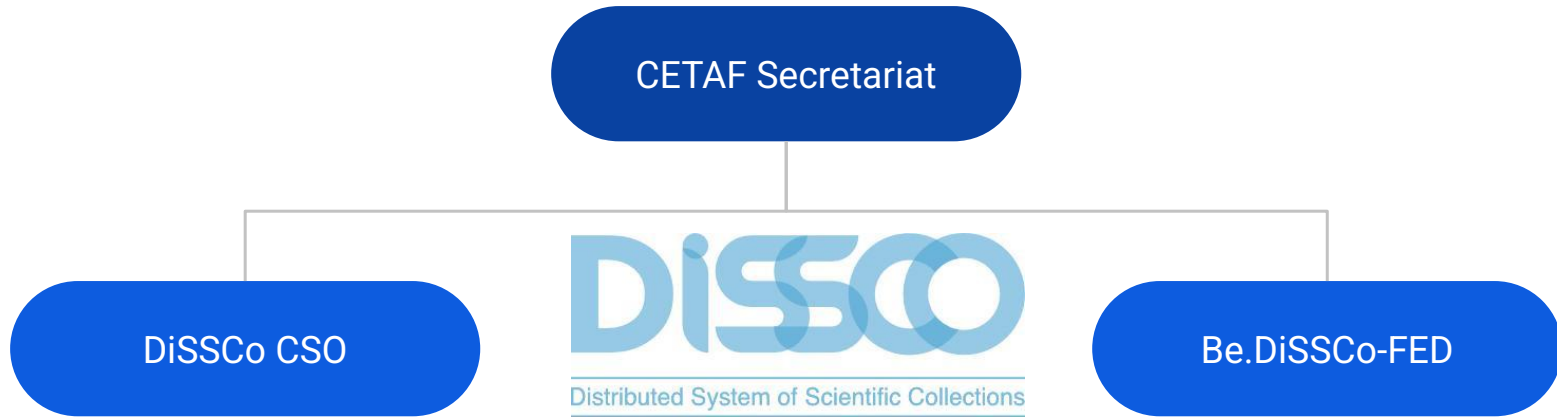 CETAF Secretariat
DiSSCo CSO
DiSSCO
Distributed System of Scientific Collections
Be.DiSSCo-FED